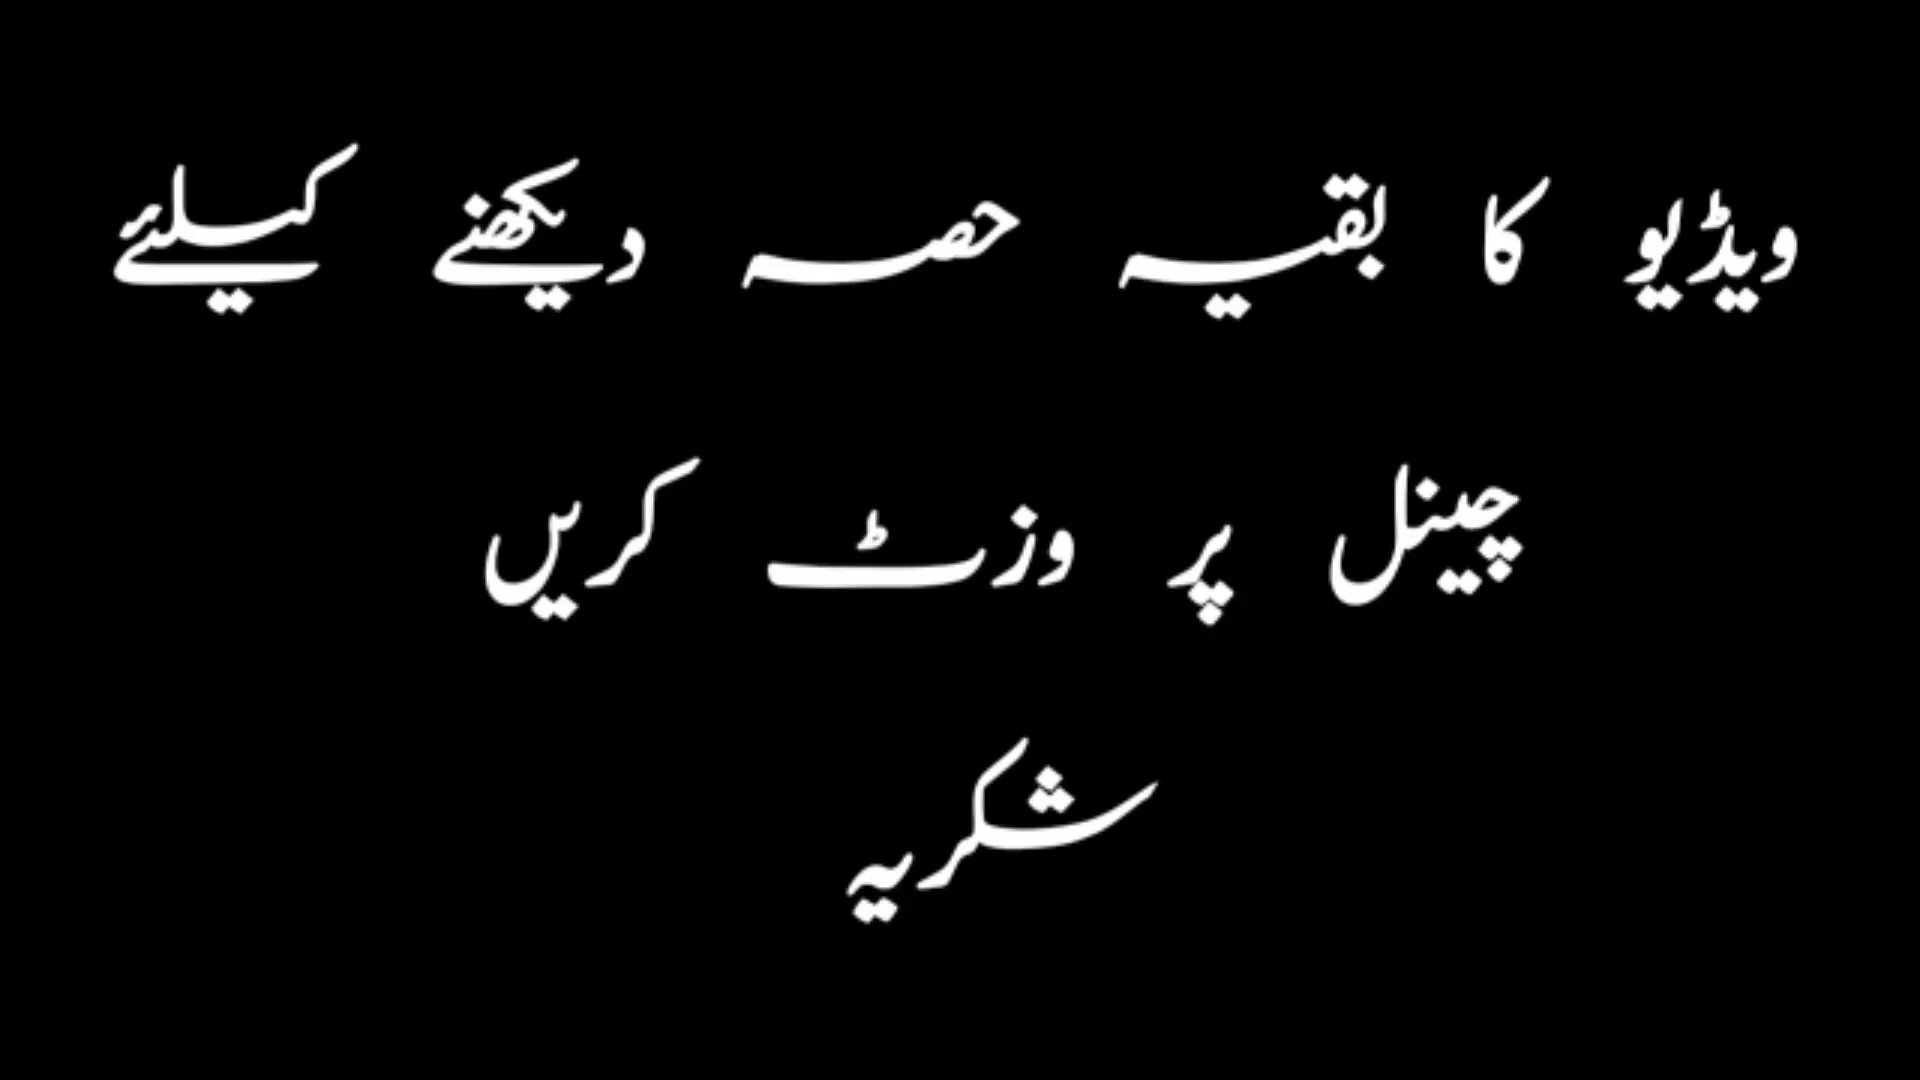 ویڈیو کا بقیہ حصہ دیکھنے کیلئے
چینل پر وزٹ کریں
شکریہ